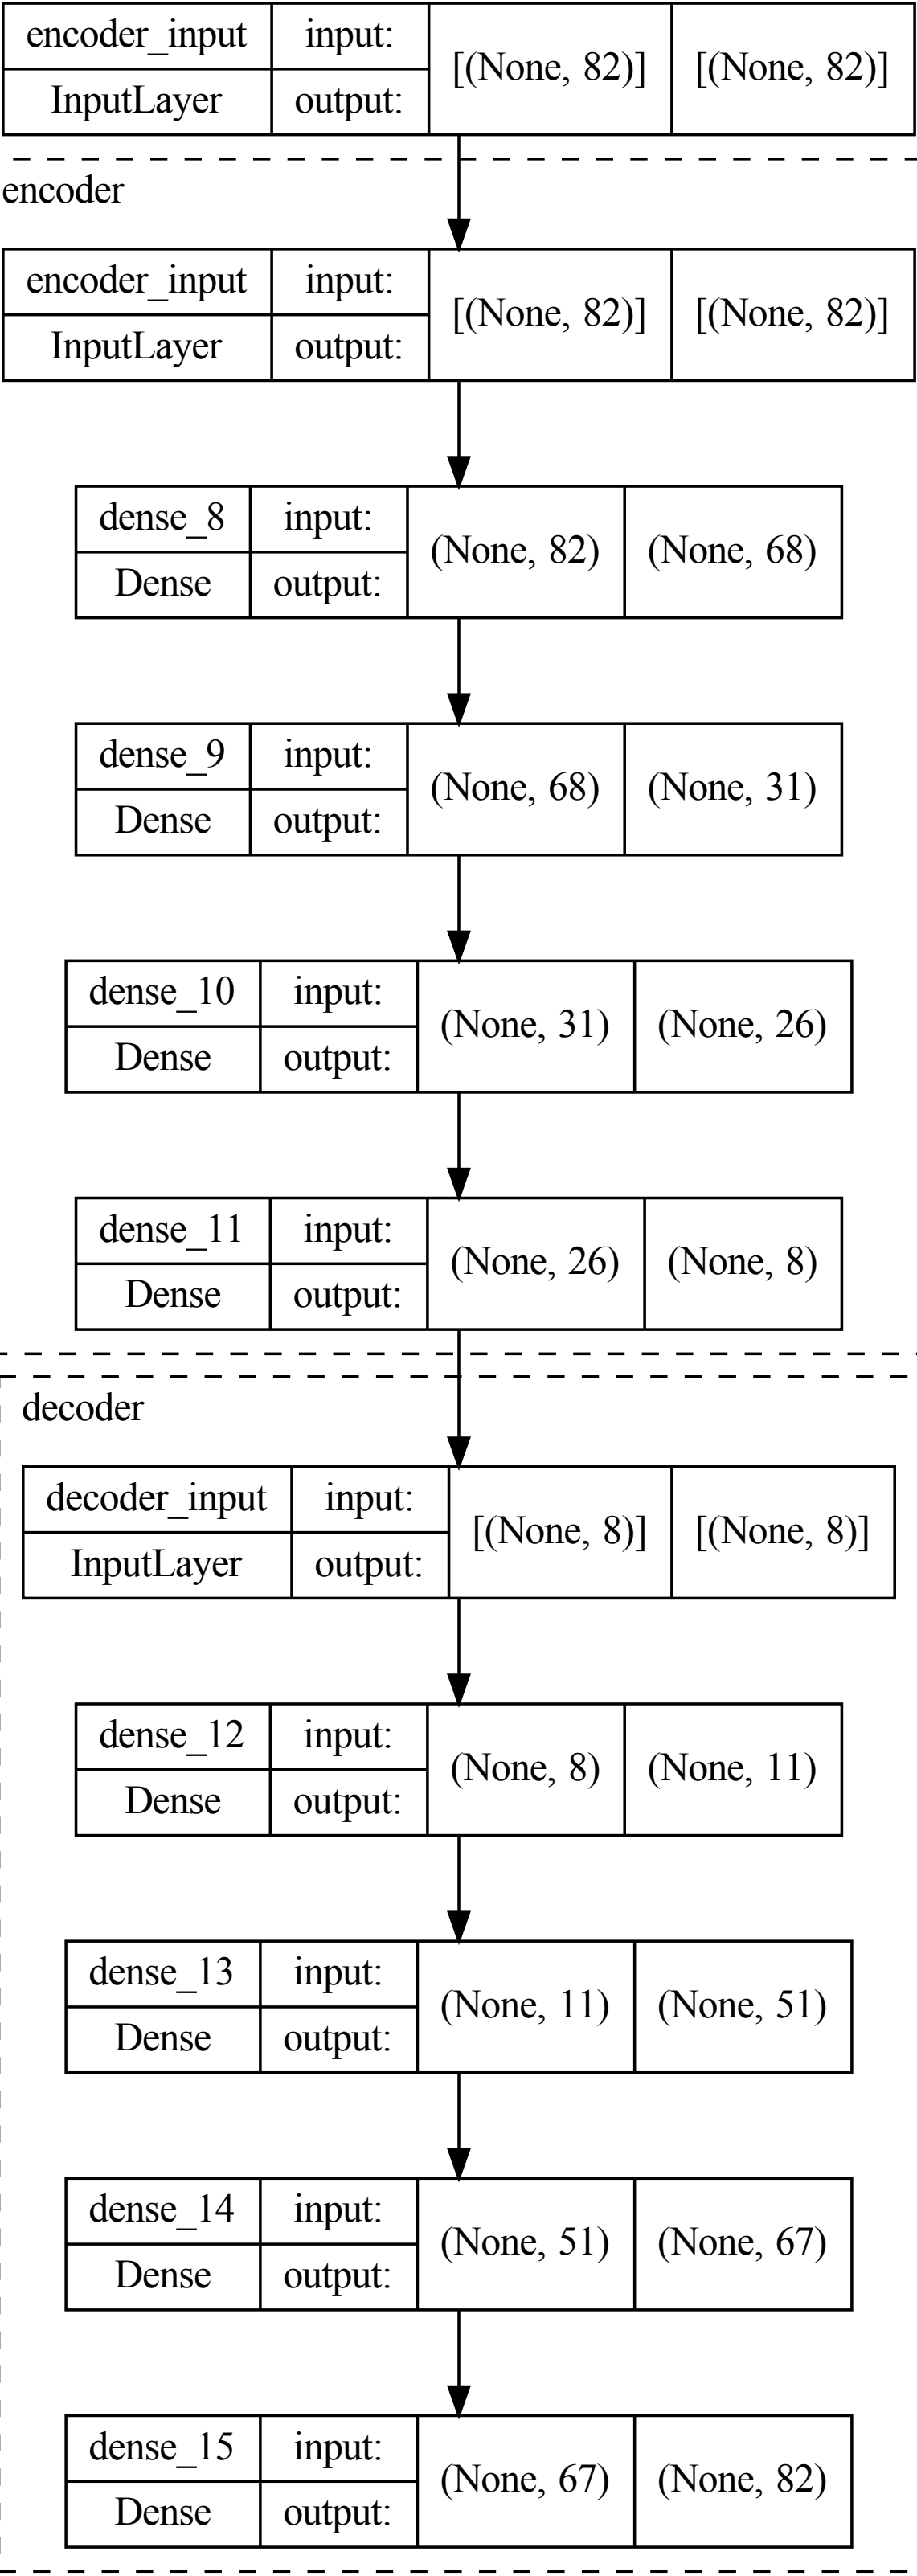 encoder_input input: [(None, 82)] [(None, 82)]
InputLayer output:
encoder
encoder_input input: [(None, 82)] [(None, 82)]
InputLayer output:
dense_8 input: (None, 82) (None, 68)
Dense output:
dense_9 input: (None, 68) (None, 31)
Dense output:
dense_10 input: (None, 31) (None, 26)
Dense output:
dense_11 input: (None, 26) (None, 8)
Dense output:
decoder
decoder_input input: [(None, 8)] [(None, 8)]
InputLayer output:
dense_12 input: (None, 8) (None, 11)
Dense output:
dense_13 input: (None, 11) (None, 51)
Dense output:
dense_14 input: (None, 51) (None, 67)
Dense output:
dense_15 input: (None, 67) (None, 82)
Dense output: